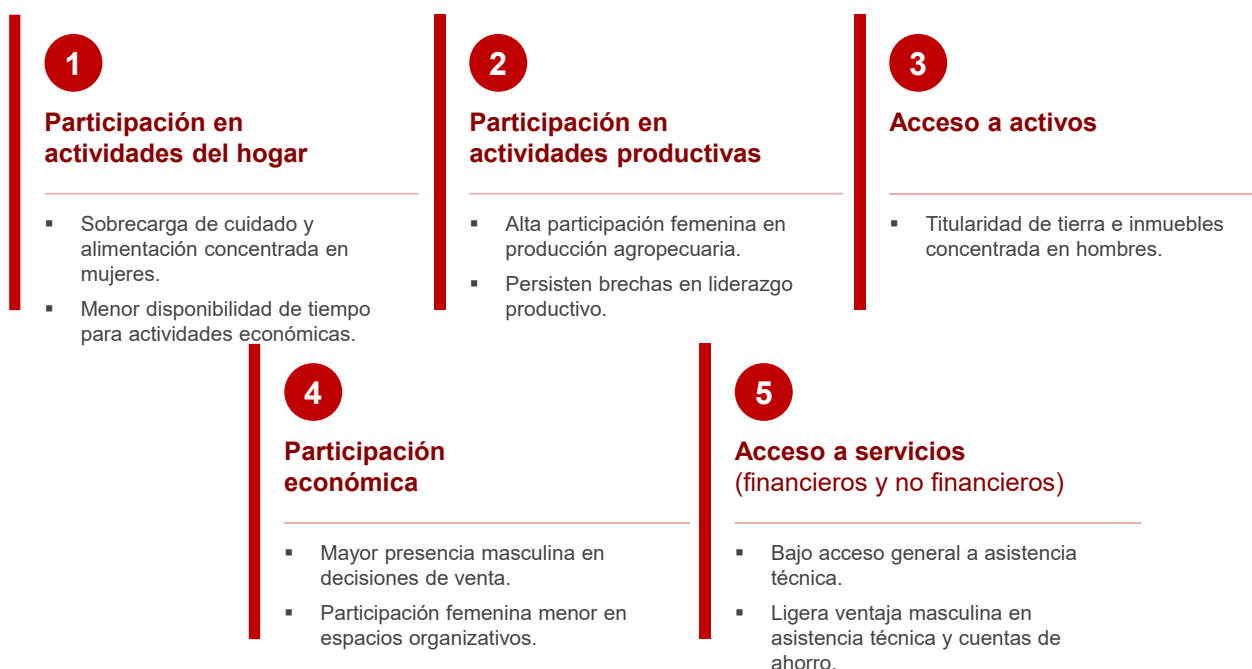 1
Participación en
actividades del hogar
▪ Sobrecarga de cuidado y
alimentación concentrada en
mujeres.
▪ Menor disponibilidad de tiempo
para actividades económicas.
2
Participación en
actividades productivas
▪ Alta participación femenina en
producción agropecuaria.
▪ Persisten brechas en liderazgo
productivo.
3
Acceso a activos
▪ Titularidad de tierra e inmuebles
concentrada en hombres.
4
Participación
económica
▪ Mayor presencia masculina en
decisiones de venta.
▪ Participación femenina menor en
espacios organizativos.
5
Acceso a servicios
(financieros y no financieros)
▪ Bajo acceso general a asistencia
técnica.
▪ Ligera ventaja masculina en
asistencia técnica y cuentas de
ahorro.